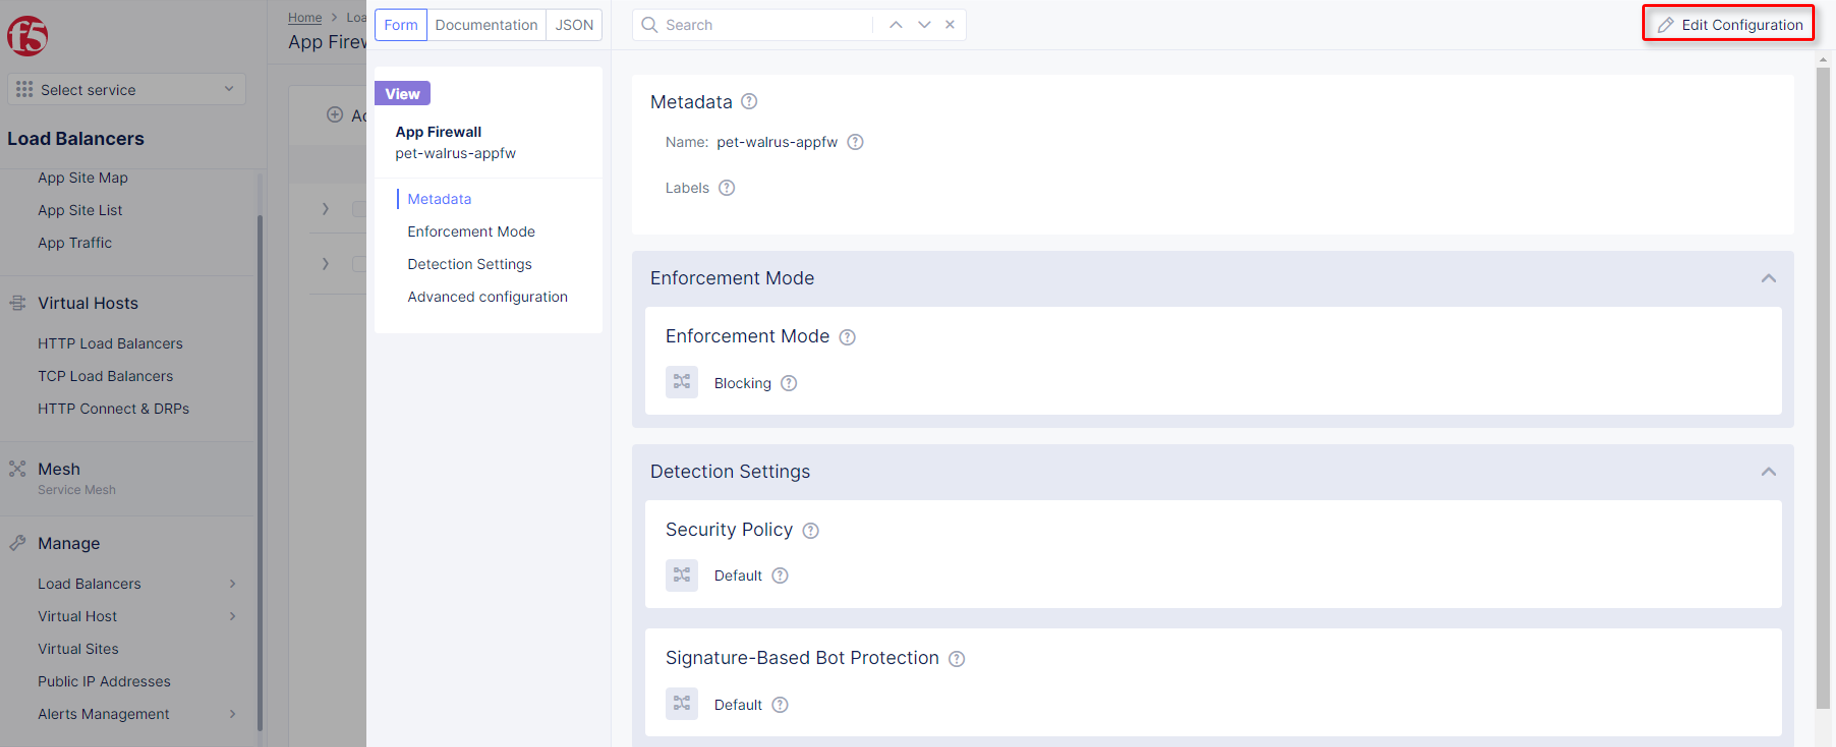 f5
Select service
Load Balancers
App Site Map
App Site List
App Traffic
Virtual Hosts
HTTP Load Balancers
TCP Load Balancers
HTTP Connect & DRPs
Mesh
Service Mesh
Manage
Load Balancers
Virtual Host
Virtual Sites
Public IP Addresses
Alerts Management
Home
Form
Documentation
JSON
Search
Edit Configuration
View
App Firewall
pet-walrus-appfw
Metadata
Enforcement Mode
Detection Settings
Advanced configuration
Metadata
Name: pet-walrus-appfw
Labels
Enforcement Mode
Enforcement Mode
Blocking
Detection Settings
Security Policy
Default
Signature-Based Bot Protection
Default